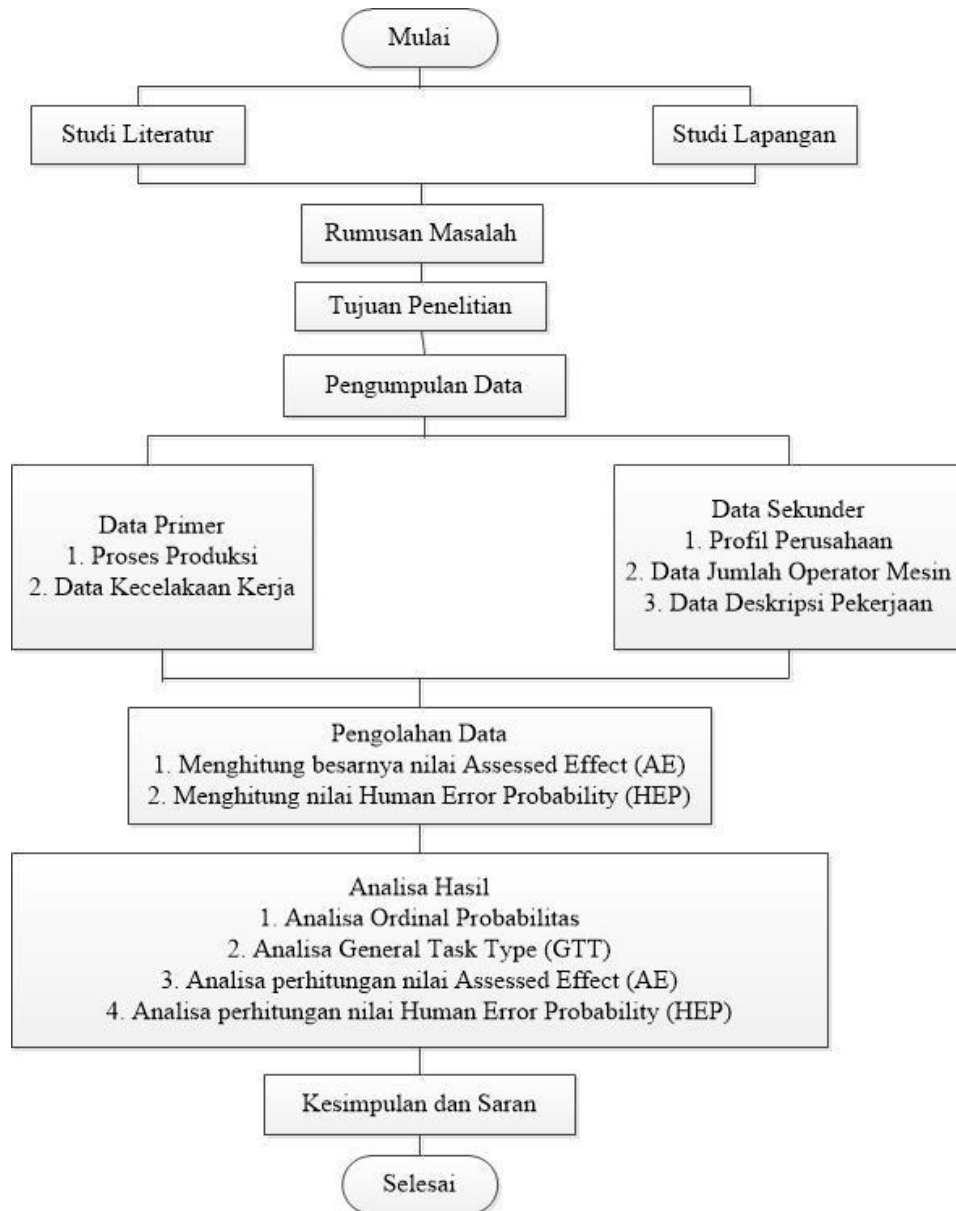 Mulai
Studi Literatur
Studi Lapangan
Rumusan Masalah
Tujuan Penelitian
Pengumpulan Data
Data Primer
1. Proses Produksi
2. Data Kecelakaan Kerja
Data Sekunder
1. Profil Perusahaan
2. Data Jumlah Operator Mesin
3. Data Deskripsi Pekerjaan
Pengolahan Data
1. Menghitung besarnya nilai Assessed Effect (AE)
2. Menghitung nilai Human Error Probability (HEP)
Analisa Hasil
1. Analisa Ordinal Probabilitas
2. Analisa General Task Type (GTT)
3. Analisa perhitungan nilai Assessed Effect (AE)
4. Analisa perhitungan nilai Human Error Probability (HEP)
Kesimpulan dan Saran
Selesai